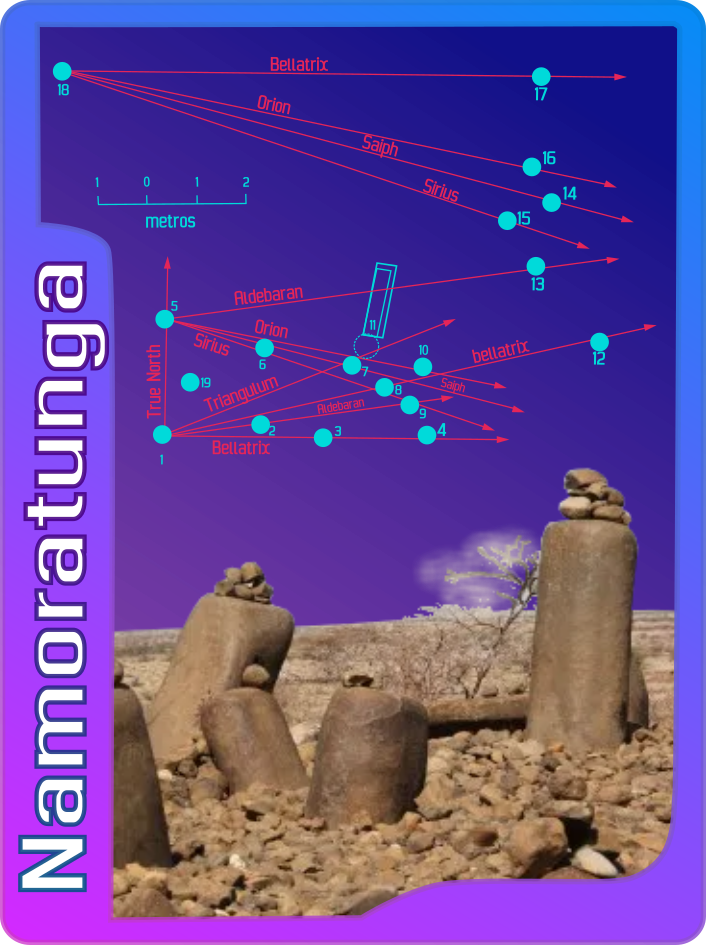 Bellatrix
18
17
Orion
16
Saiph
Sirius
14
15
1 0 1 2
metros
13
5
Aldebaran
11
Orion
Sirius
6
10
bellatrix
12
7
True North
19
Triangulum
8
Saiph
Aldebaran
9
2
3
4
1
Bellatrix
Namoratunga